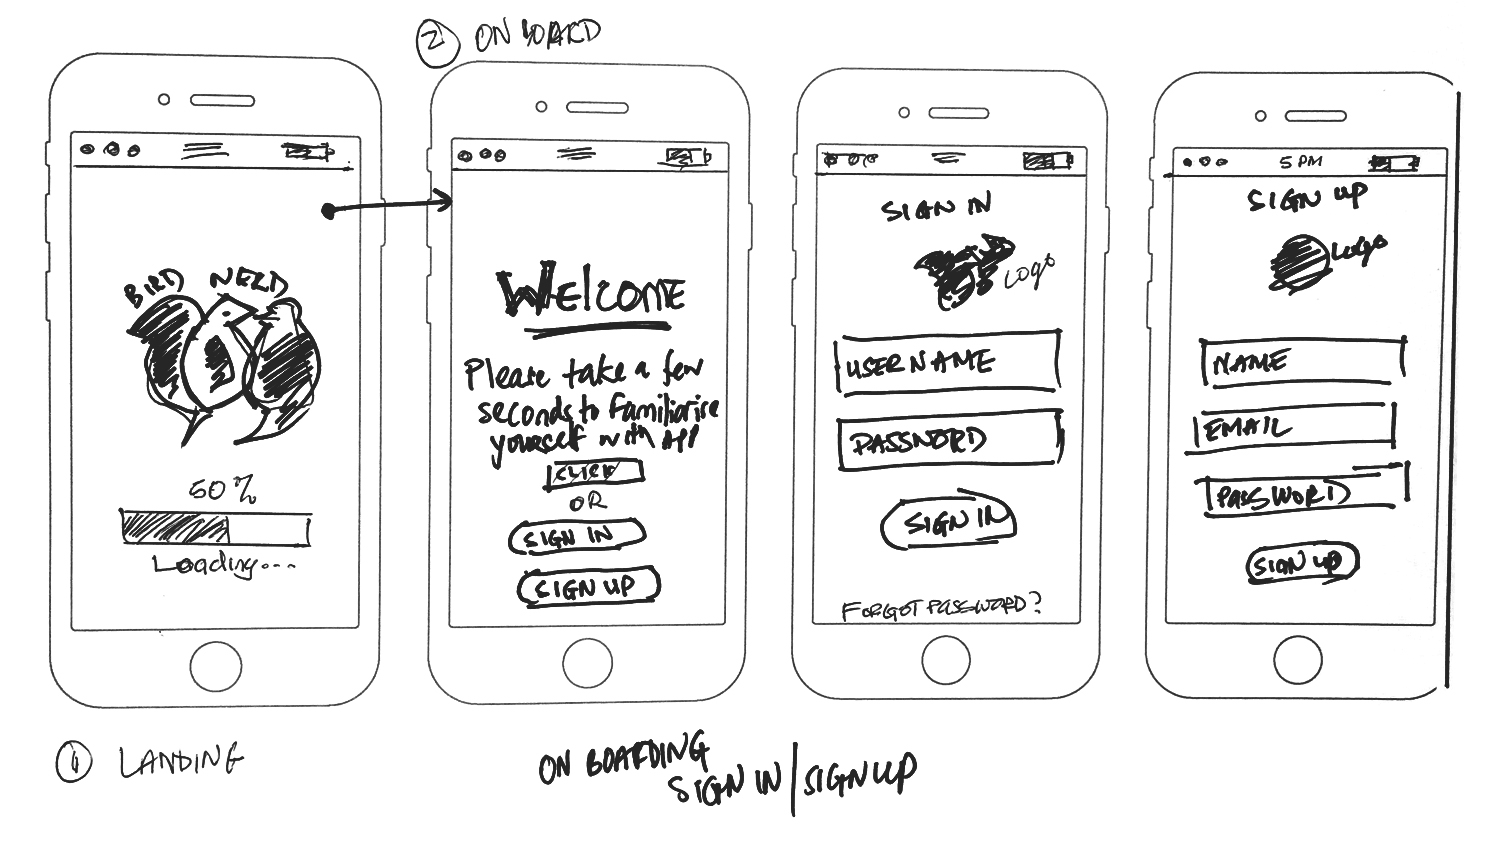 2 ON BOARD
BIRD NERD
50%
Loading...
1 LANDING
Welcome
Please take a few
seconds to familiarise
yourself with APP
CLICK
OR
SIGN IN
SIGN UP
SIGN IN
Logo
USERNAME
PASSWORD
SIGN IN
FORGOT PASSWORD?
5 PM
SIGN UP
Logo
NAME
EMAIL
PASSWORD
SIGN UP
ON BOARDING
SIGN IN | SIGN UP